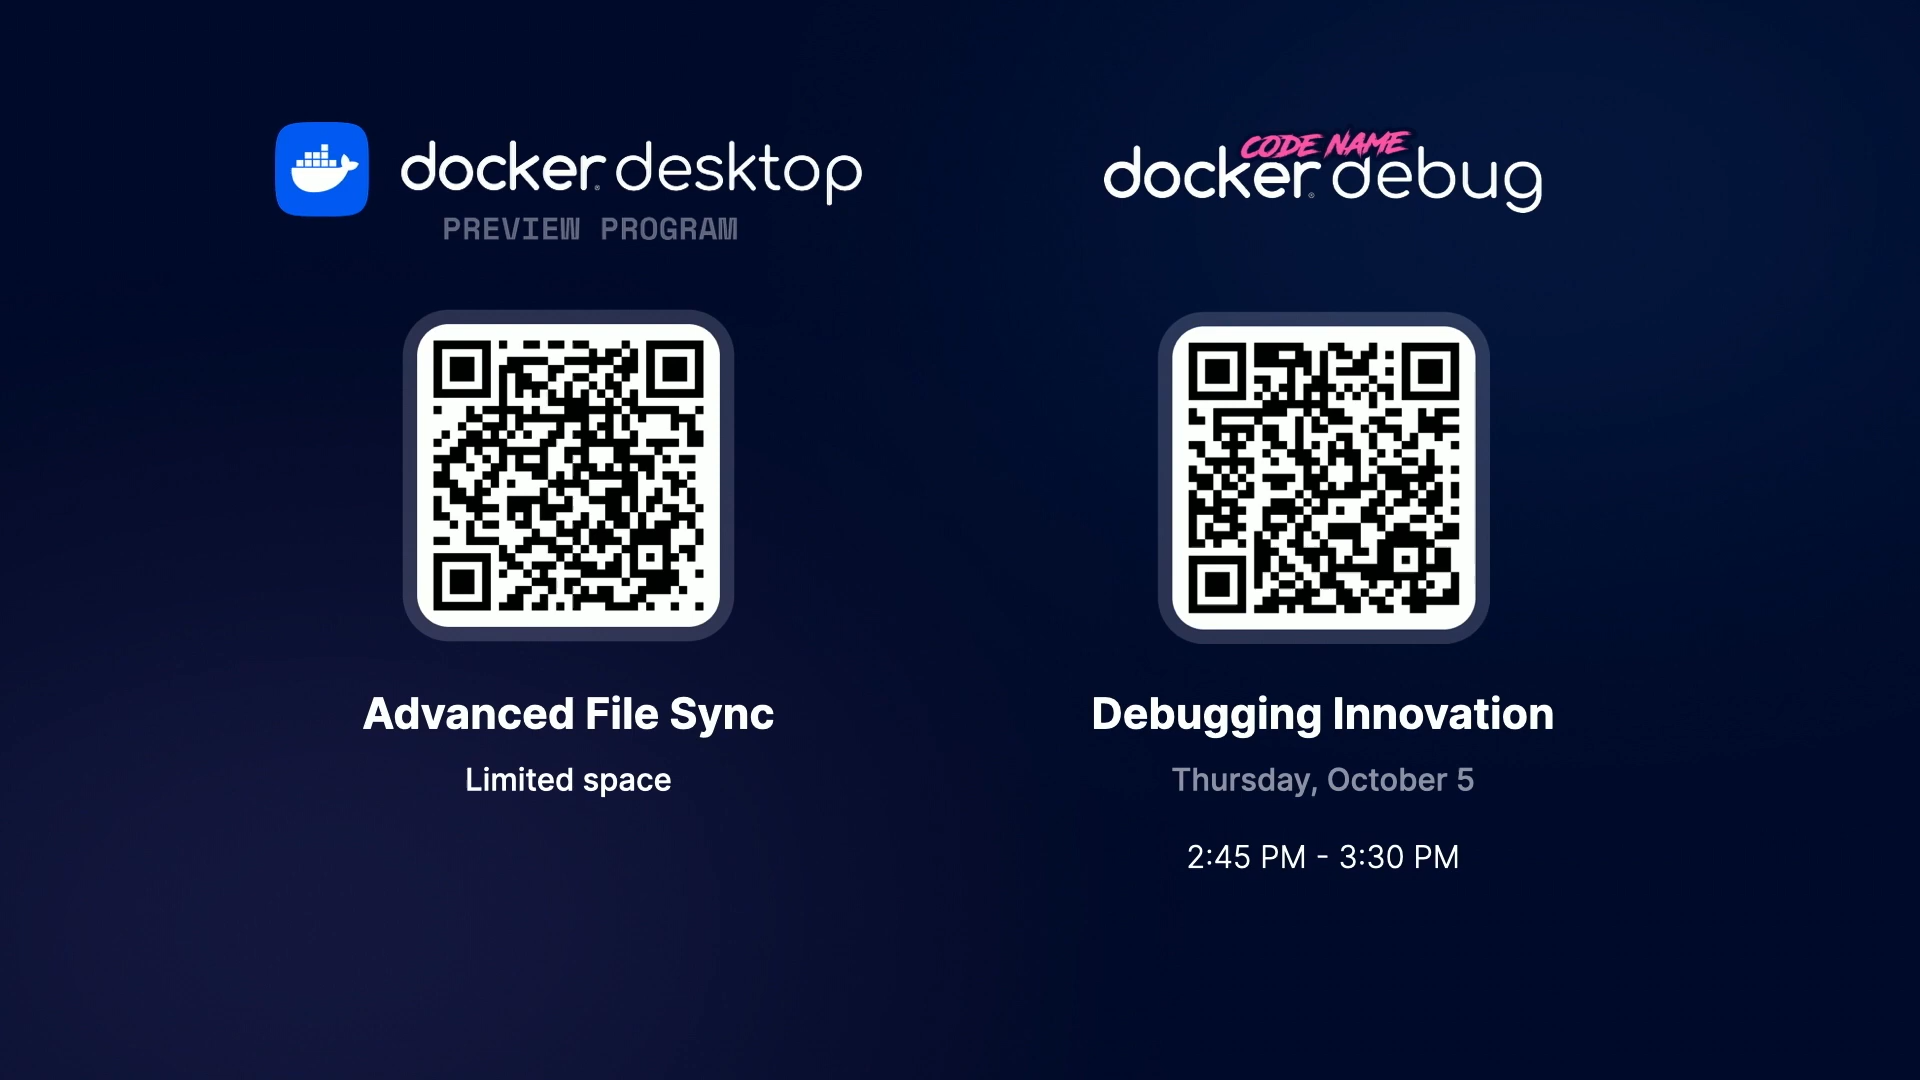 docker desktop
PREVIEW PROGRAM
Advanced File Sync
Limited space
CODE NAME
docker debug
Debugging Innovation
Thursday, October 5
2:45 PM - 3:30 PM